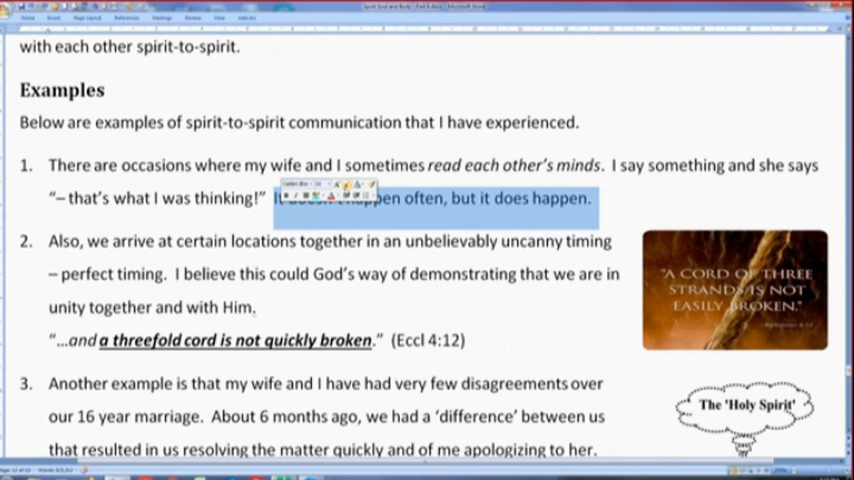 with each other spirit-to-spirit.
Examples
Below are examples of spirit-to-spirit communication that I have experienced.
1. There are occasions where my wife and I sometimes read each other's minds. I say something and she says
"– that's what I was thinking!" It doesn't happen often, but it does happen.
2. Also, we arrive at certain locations together in an unbelievably uncanny timing
– perfect timing. I believe this could God's way of demonstrating that we are in
unity together and with Him.
"…and a threefold cord is not quickly broken." (Eccl 4:12)
"A CORD OF THREE
STRANDS IS NOT
EASILY BROKEN."
3. Another example is that my wife and I have had very few disagreements over
our 16 year marriage. About 6 months ago, we had a 'difference' between us
that resulted in us resolving the matter quickly and of me apologizing to her.
The 'Holy Spirit'